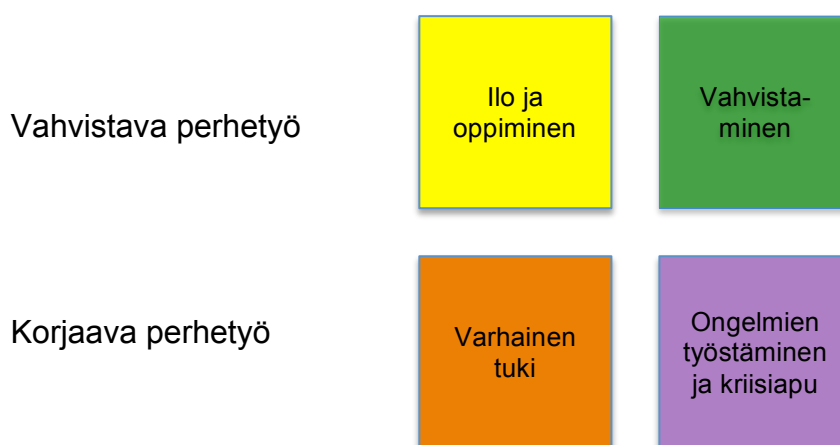 Vahvistava perhetyö
Ilo ja
oppiminen
Vahvista-
minen
Korjaava perhetyö
Varhainen
tuki
Ongelmien
työstäminen
ja kriisiapu